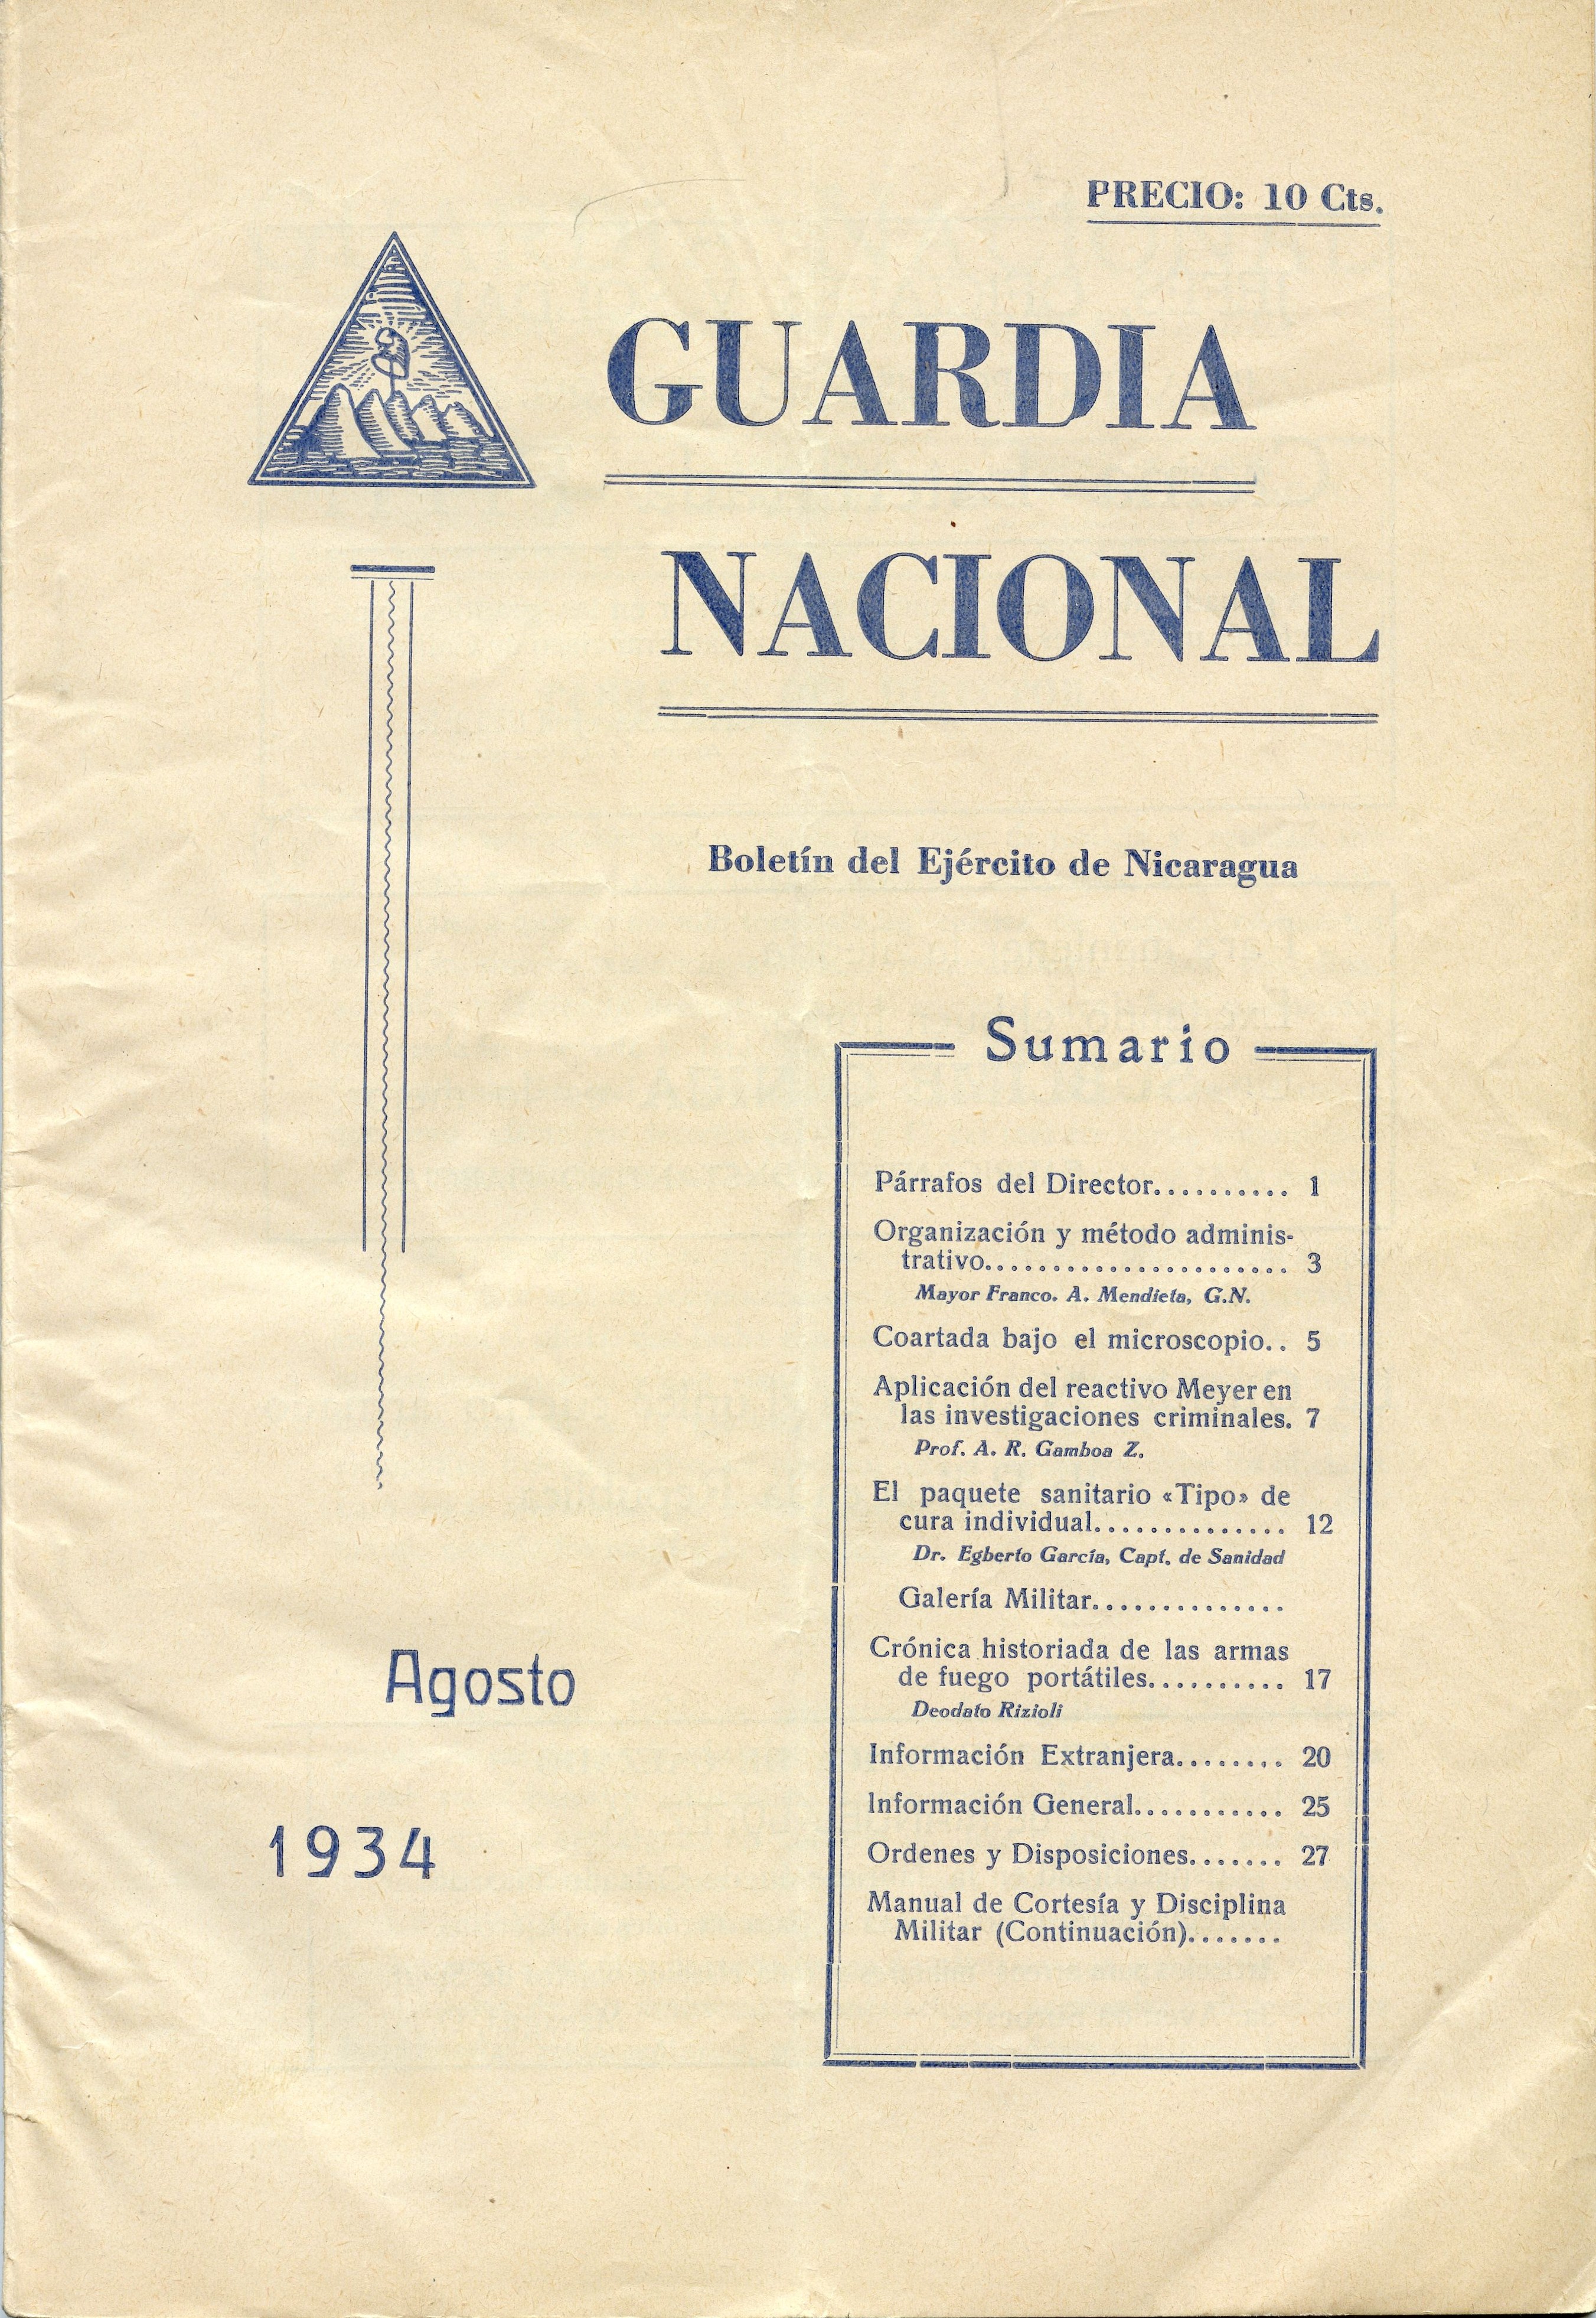 PRECIO: 10 Cts.
GUARDIA
NACIONAL
Boletín del Ejército de Nicaragua
Sumario
Párrafos del Director.......... 1
Organización y método adminis-
trativo...................... 3
Mayor Franco. A. Mendieta, G.N.
Coartada bajo el microscopio.. 5
Aplicación del reactivo Meyer en
las investigaciones criminales. 7
Prof. A. R. Gamboa Z.
El paquete sanitario «Tipo» de
cura individual.............. 12
Dr. Egberto García, Capt. de Sanidad
Galería Militar..............
Crónica historiada de las armas
de fuego portátiles.......... 17
Deodato Rizioli
Información Extranjera........ 20
Información General........... 25
Ordenes y Disposiciones....... 27
Manual de Cortesía y Disciplina
Militar (Continuación).......
Agosto
1934